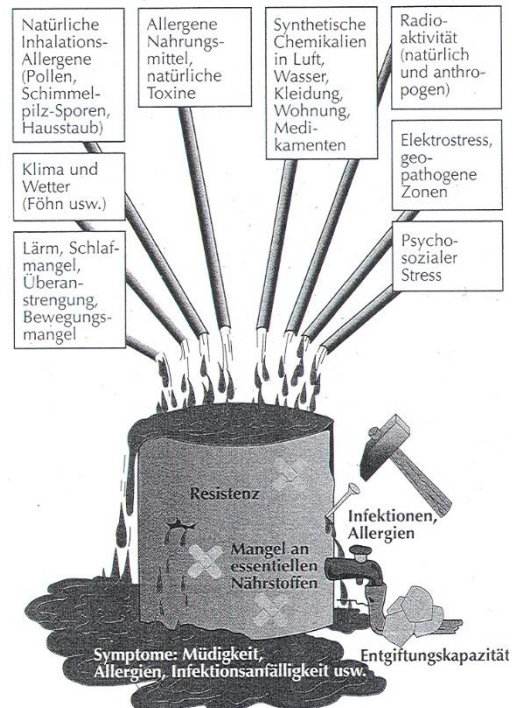 Natürliche
Inhalations-
Allergene
(Pollen,
Schimmel-
pilz-Sporen,
Hausstaub)
Allergene
Nahrungs-
mittel,
natürliche
Toxine
Synthetische
Chemikalien
in Luft,
Wasser,
Kleidung,
Wohnung,
Medi-
kamenten
Radio-
aktivität
(natürlich
und anthro-
pogen)
Klima und
Wetter
(Föhn usw.)
Elektrostress,
geo-
pathogene
Zonen
Lärm, Schlaf-
mangel,
Überan-
strengung,
Bewegungs-
mangel
Psycho-
sozialer
Stress
Resistenz
Infektionen,
Allergien
Mangel an
essentiellen
Nährstoffen
Entgiftungskapazität
Symptome: Müdigkeit,
Allergien, Infektionsanfälligkeit usw.